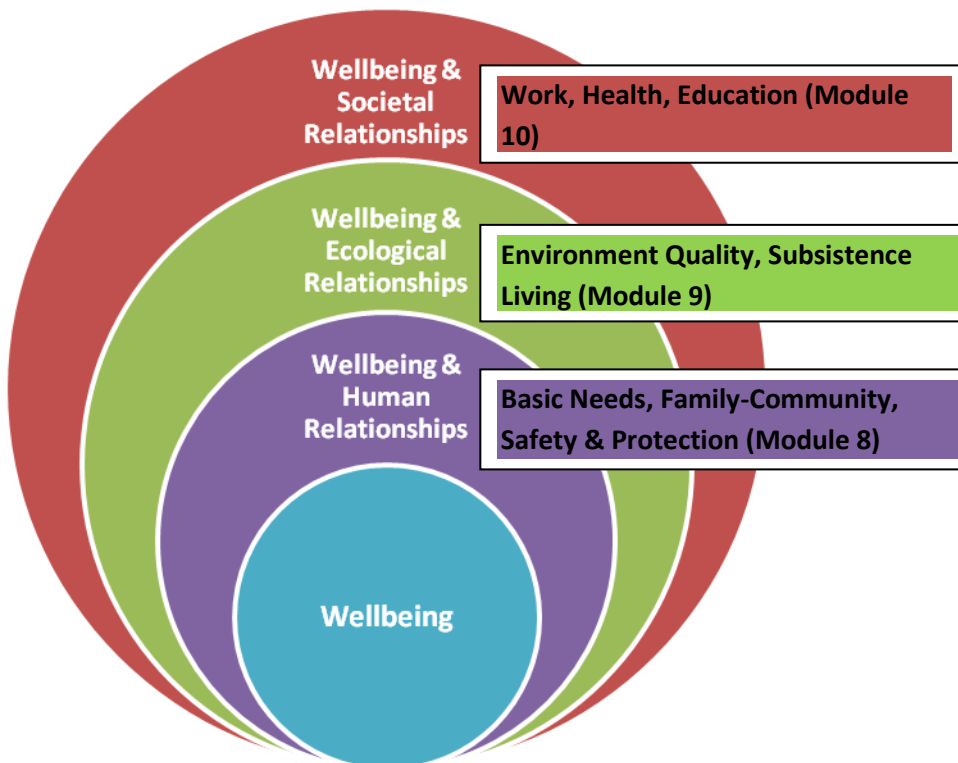 Wellbeing &
Societal
Relationships
Work, Health, Education (Module
10)
Wellbeing &
Ecological
Relationships
Environment Quality, Subsistence
Living (Module 9)
Wellbeing &
Human
Relationships
Basic Needs, Family-Community,
Safety & Protection (Module 8)
Wellbeing